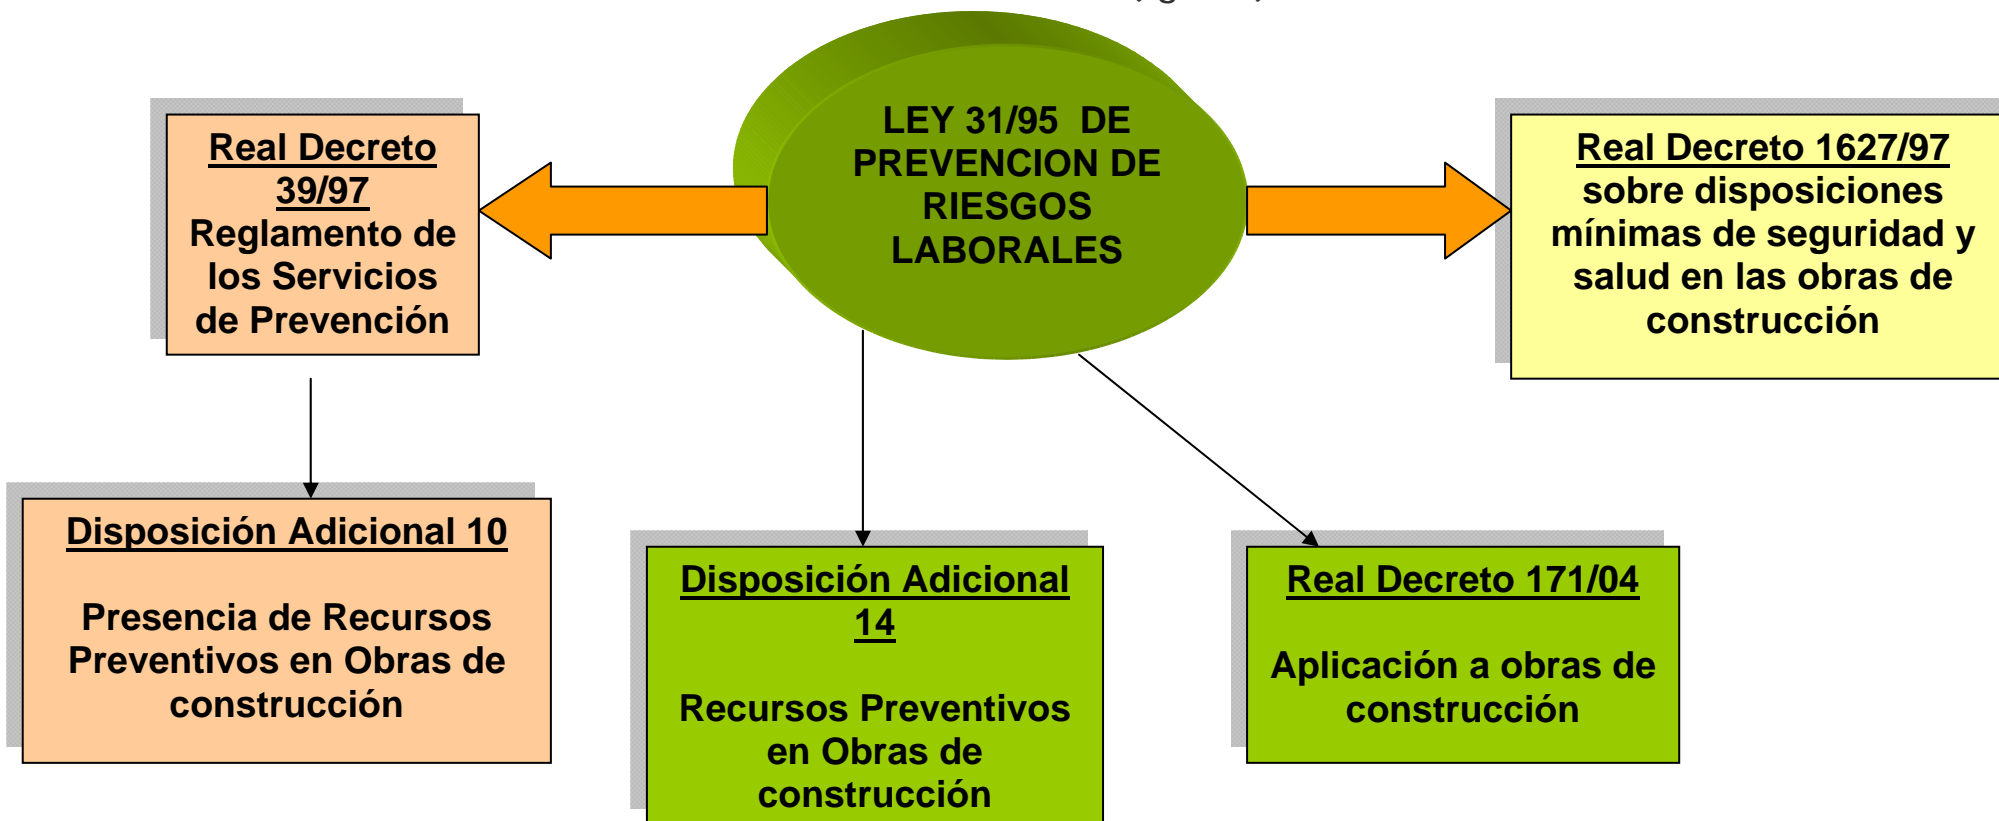 LEY 31/95 DE
PREVENCION DE
RIESGOS
LABORALES
Real Decreto
39/97
Reglamento de
los Servicios
de Prevención
Real Decreto 1627/97
sobre disposiciones
mínimas de seguridad y
salud en las obras de
construcción
Disposición Adicional 10
Presencia de Recursos
Preventivos en Obras de
construcción
Disposición Adicional
14
Recursos Preventivos
en Obras de
construcción
Real Decreto 171/04
Aplicación a obras de
construcción